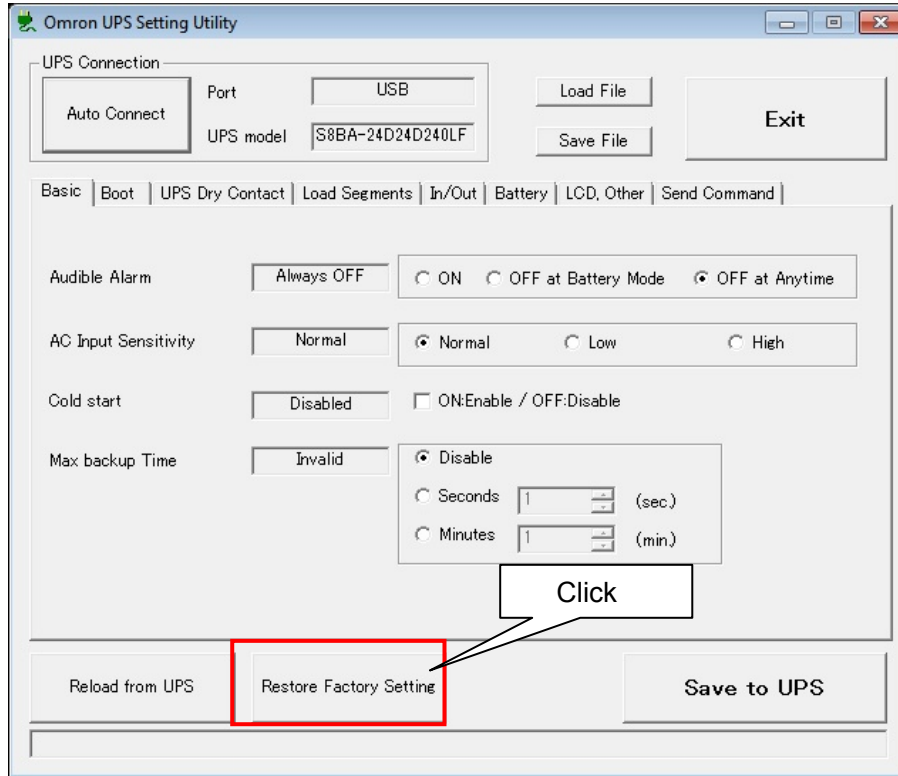 Omron UPS Setting Utility
UPS Connection
Auto Connect
Port USB
UPS model S8BA-24D24D240LF
Load File
Save File
Exit
Basic Boot UPS Dry Contact Load Segments In/Out Battery LCD, Other Send Command
Audible Alarm Always OFF ON OFF at Battery Mode OFF at Anytime
AC Input Sensitivity Normal Normal Low High
Cold start Disabled ON:Enable / OFF:Disable
Max backup Time Invalid Disable
Seconds 1 (sec.)
Minutes 1 (min.)
Click
Reload from UPS Restore Factory Setting Save to UPS